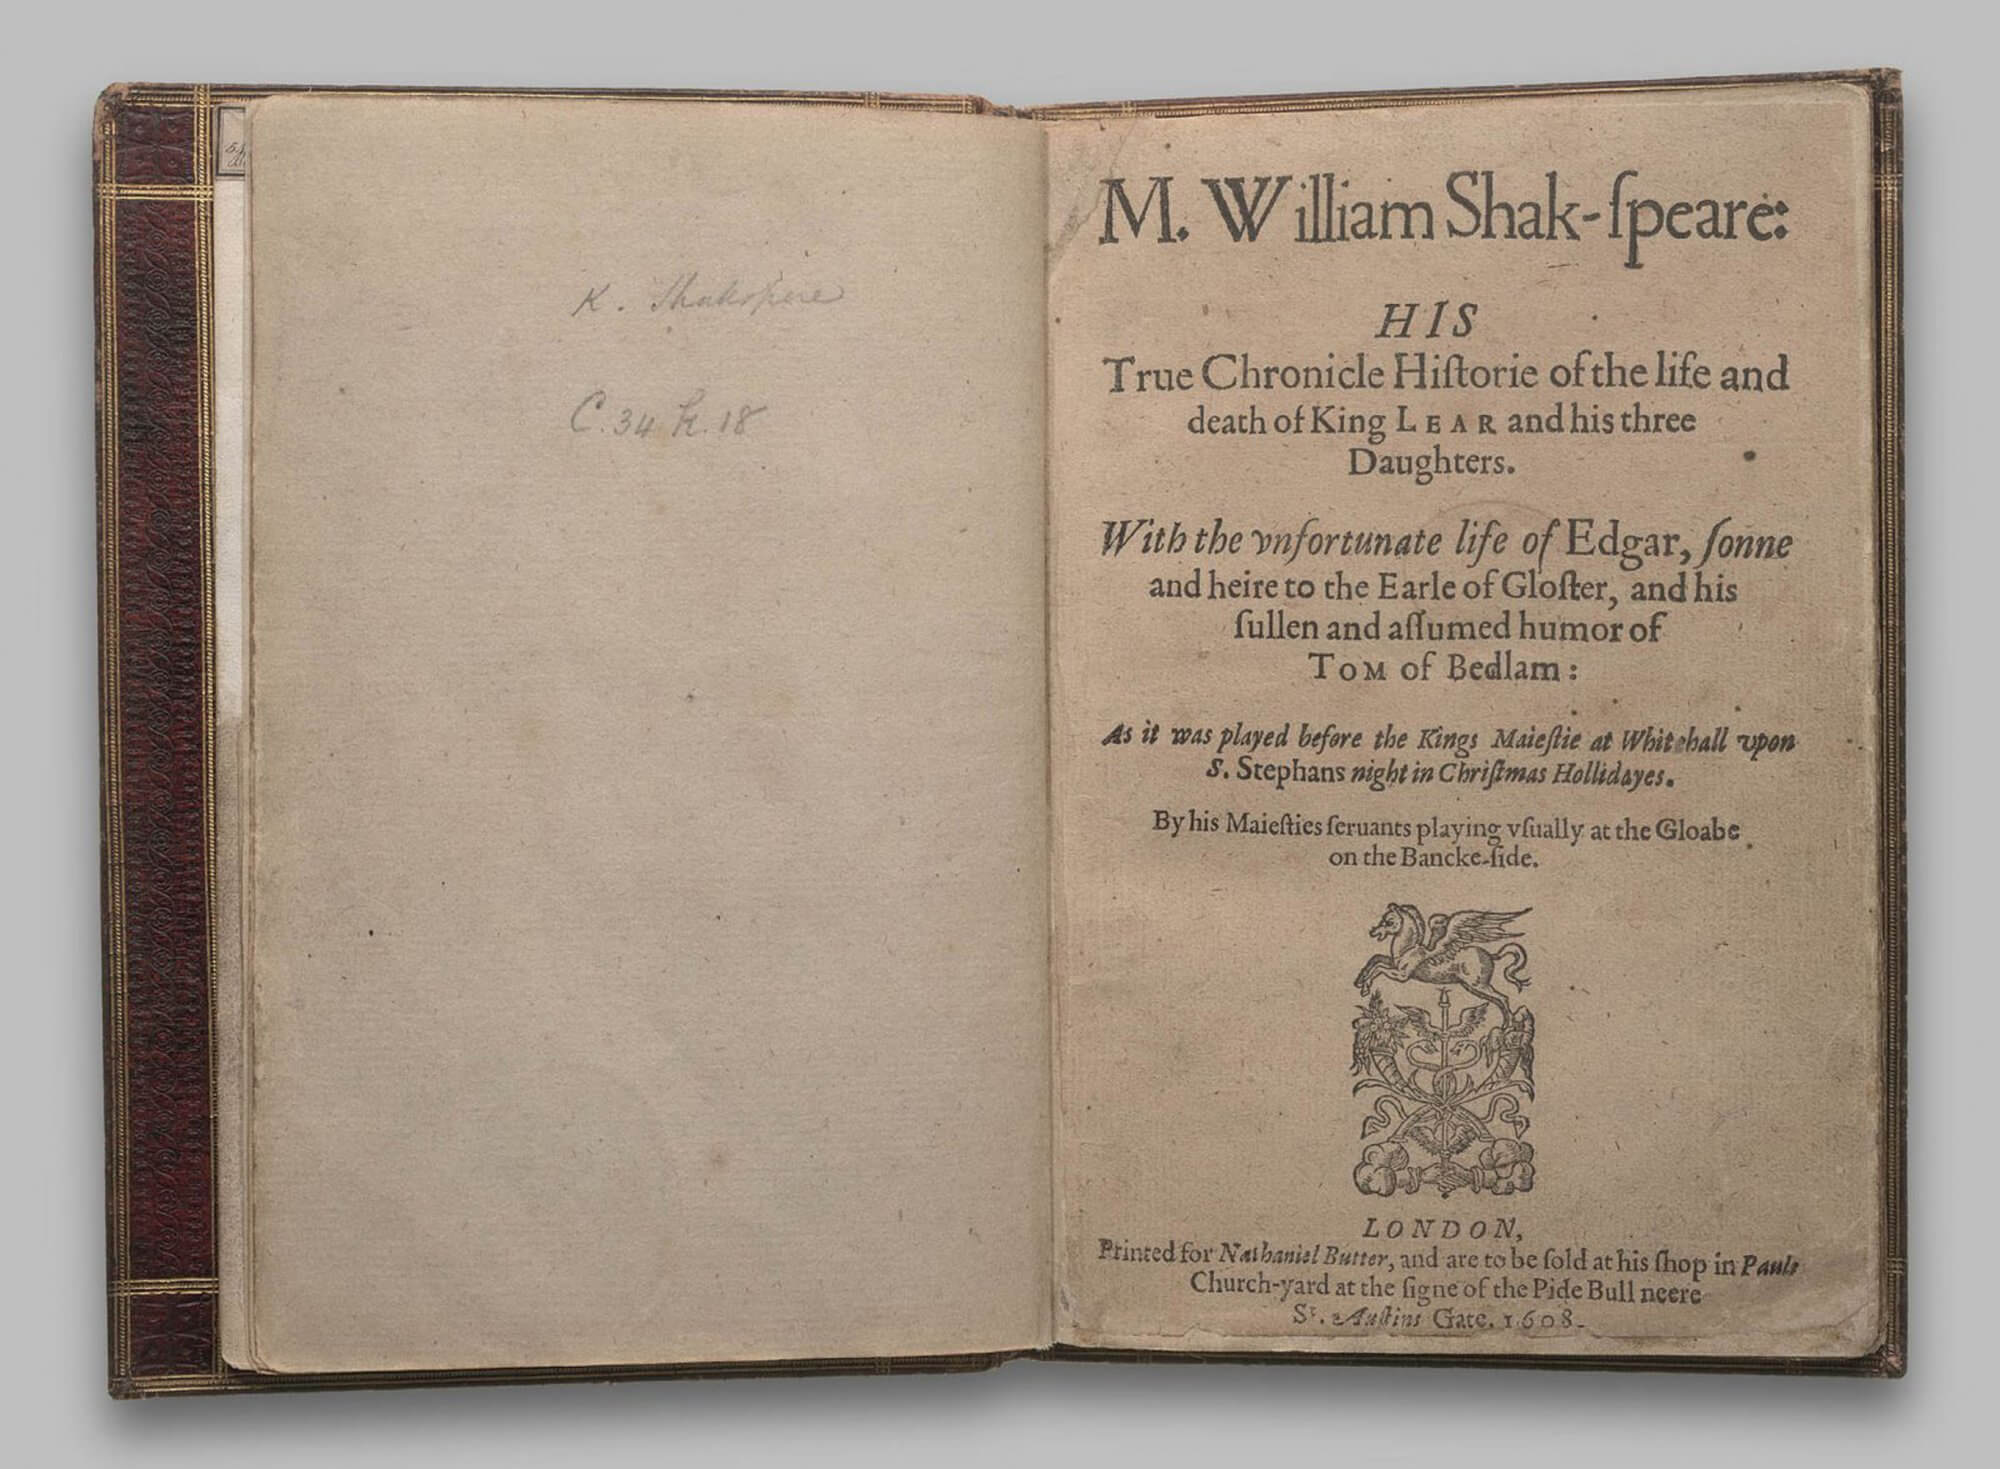 K. Shakspere
C.34 k.18
M. William Shak-ſpeare:
HIS
True Chronicle Hiſtorie of the life and
death of King LEAR and his three
Daughters.
With the vnfortunate life of Edgar, ſonne
and heire to the Earle of Gloſter, and his
ſullen and aſſumed humor of
TOM of Bedlam:
As it was played before the Kings Maieſtie at Whitehall vpon
S. Stephans night in Chriſtmas Hollidayes.
By his Maieſties ſeruants playing vſually at the Gloabe
on the Bancke-ſide.
LONDON,
Printed for Nathaniel Butter, and are to be ſold at his ſhop in Pauls
Church-yard at the ſigne of the Pide Bull neere
Sᵗ. Auſtins Gate. 1608.